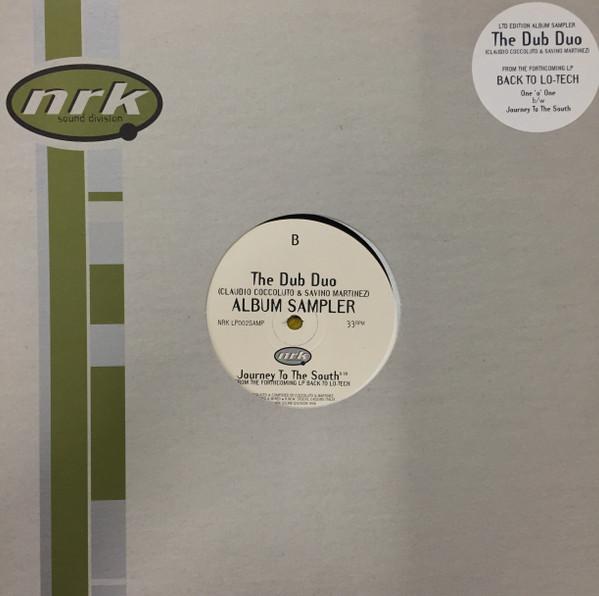 nrk
sound division
LTD EDITION ALBUM SAMPLER
The Dub Duo
(CLAUDIO COCCOLUTO & SAVINO MARTINEZ)
FROM THE FORTHCOMING LP
BACK TO LO-TECH
One 'o' One
b/w
Journey To The South
B
The Dub Duo
(CLAUDIO COCCOLUTO & SAVINO MARTINEZ)
ALBUM SAMPLER
NRK LP002SAMP
33RPM
nrk
Journey To The South
FROM THE FORTHCOMING LP BACK TO LO-TECH